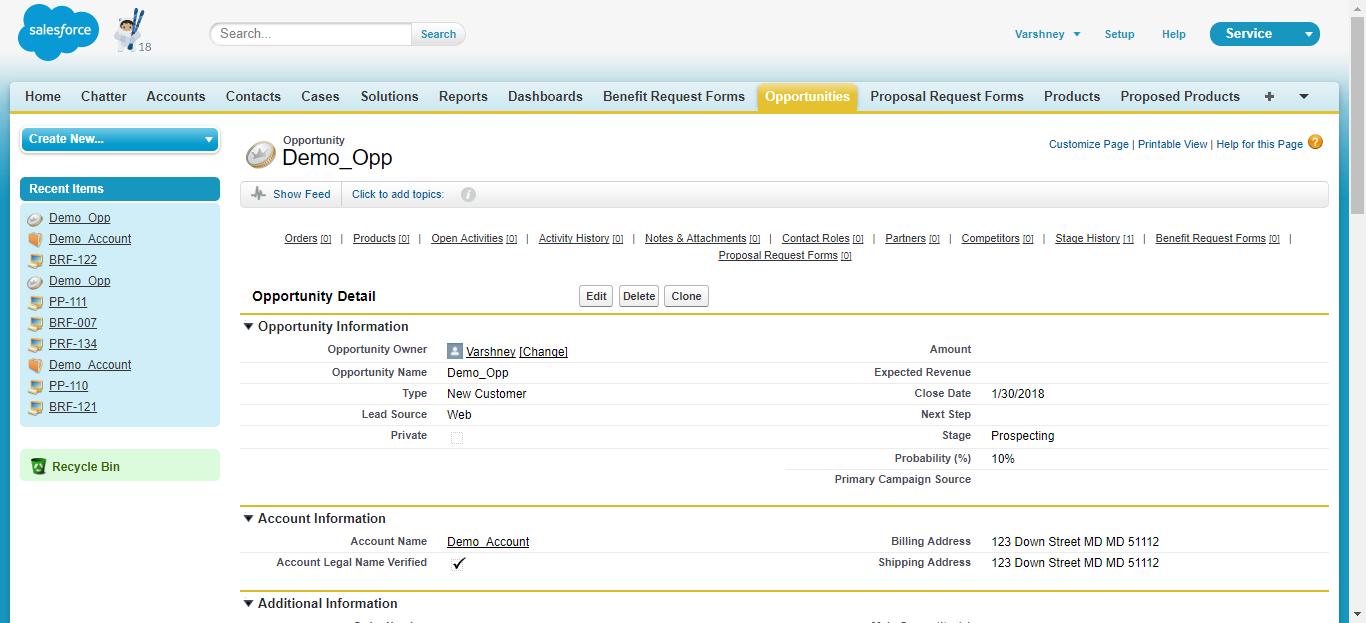 salesforce
18
Search...
Search
Varshney
Setup
Help
Service
Home Chatter Accounts Contacts Cases Solutions Reports Dashboards Benefit Request Forms Opportunities Proposal Request Forms Products Proposed Products +
Create New...
Recent Items
Demo_Opp
Demo_Account
BRF-122
Demo_Opp
PP-111
BRF-007
PRF-134
Demo_Account
PP-110
BRF-121
Recycle Bin
Opportunity
Demo_Opp
Customize Page | Printable View | Help for this Page ?
Show Feed
Click to add topics: i
Orders [0] | Products [0] | Open Activities [0] | Activity History [0] | Notes & Attachments [0] | Contact Roles [0] | Partners [0] | Competitors [0] | Stage History [1] | Benefit Request Forms [0] |
Proposal Request Forms [0]
Opportunity Detail
Edit Delete Clone
Opportunity Information
Opportunity Owner Varshney [Change] Amount
Opportunity Name Demo_Opp Expected Revenue
Type New Customer Close Date 1/30/2018
Lead Source Web Next Step
Private Stage Prospecting
Probability (%) 10%
Primary Campaign Source
Account Information
Account Name Demo_Account Billing Address 123 Down Street MD MD 51112
Account Legal Name Verified Shipping Address 123 Down Street MD MD 51112
Additional Information